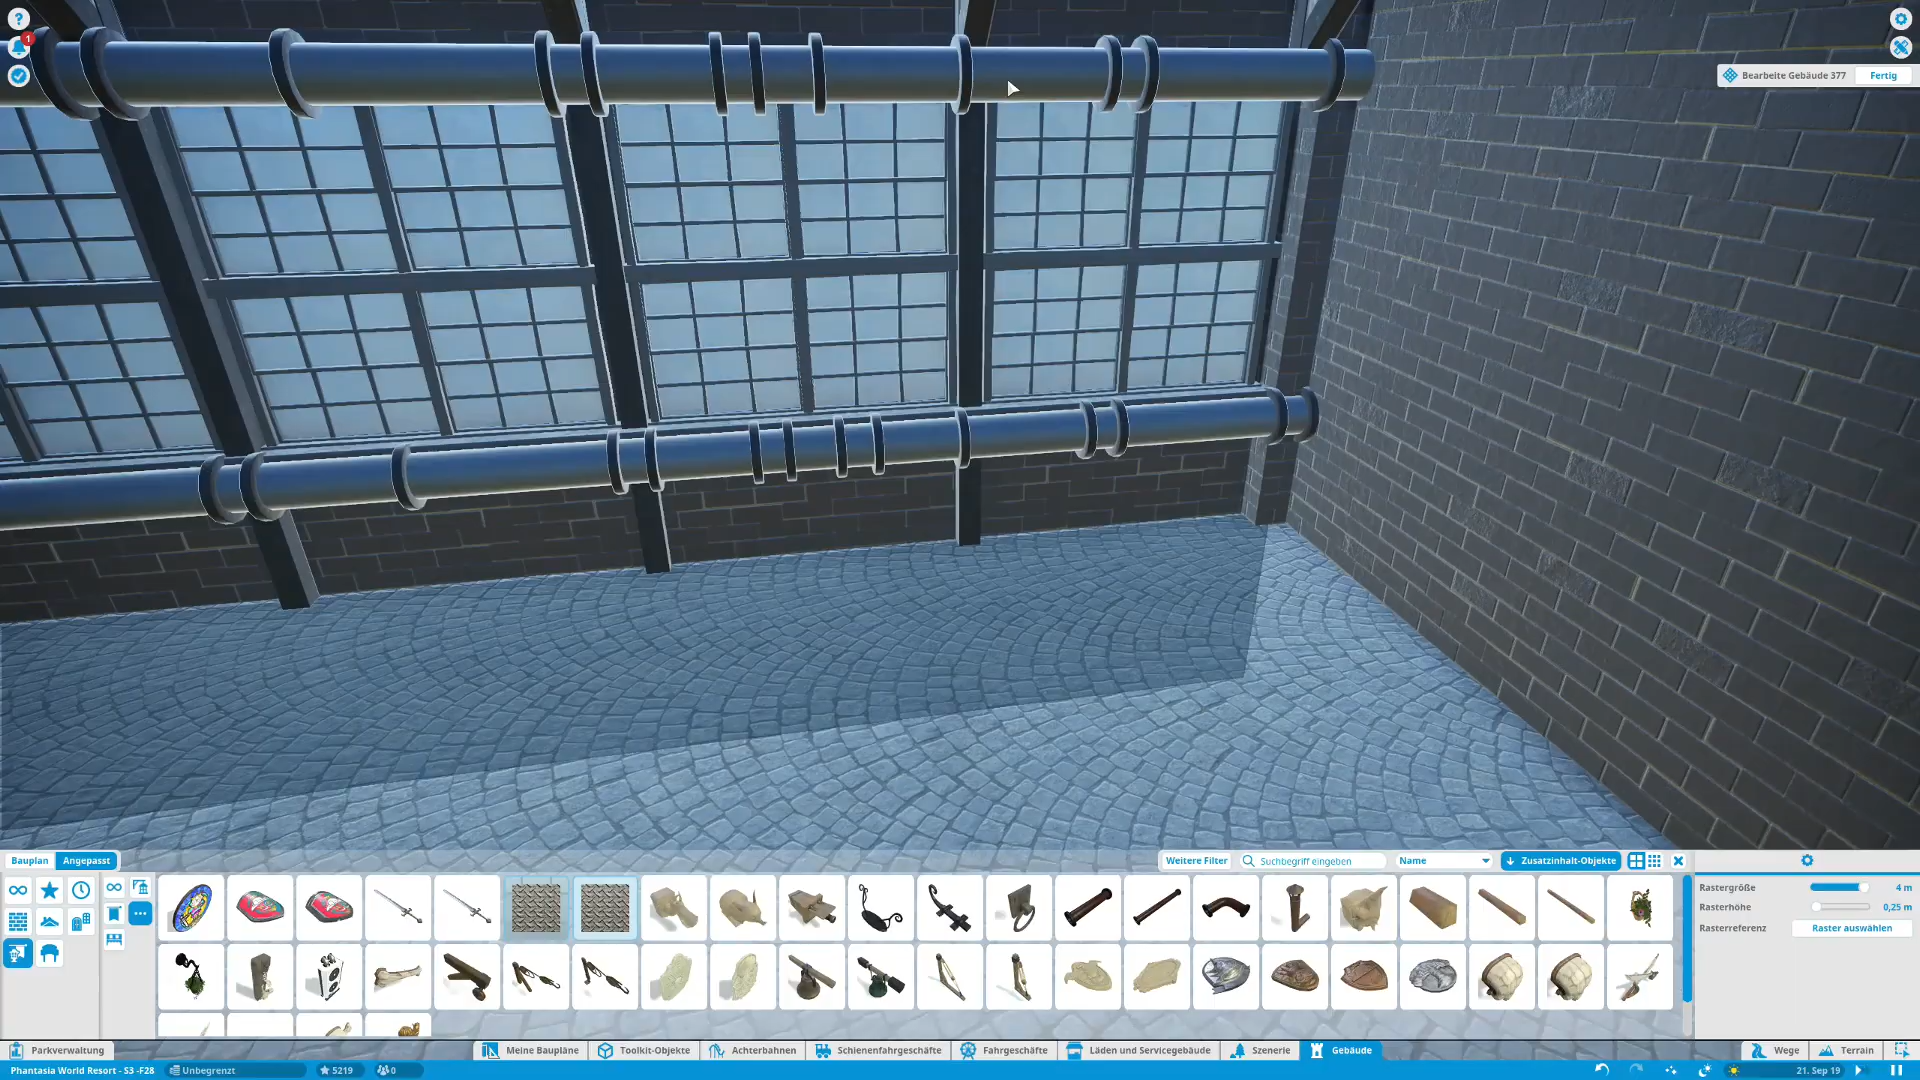 ?
1
Bearbeite Gebäude 377
Fertig
Bauplan
Angepasst
Weitere Filter
Suchbegriff eingeben
Name
Zusatzinhalt-Objekte
Rastergröße
4 m
Rasterhöhe
0,25 m
Rasterreferenz
Raster auswählen
Parkverwaltung
Meine Baupläne
Toolkit-Objekte
Achterbahnen
Schienenfahrgeschäfte
Fahrgeschäfte
Läden und Servicegebäude
Szenerie
Gebäude
Wege
Terrain
Phantasia World Resort - S3 -F28
Unbegrenzt
5219
0
21. Sep 19